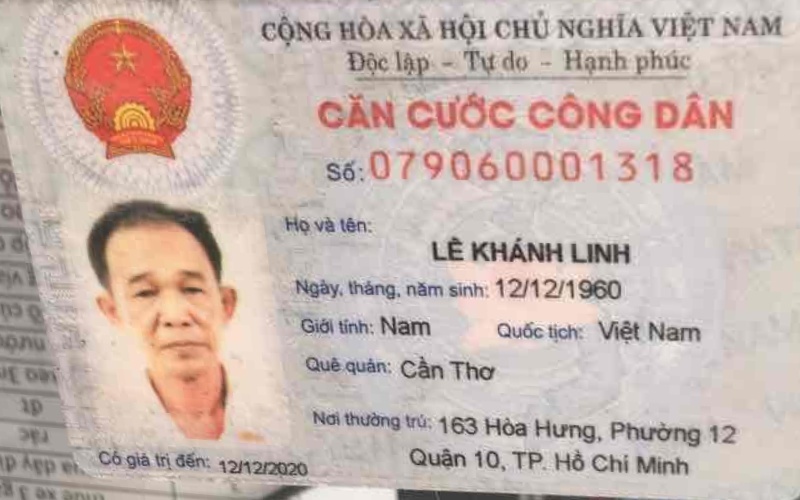 CỘNG HÒA XÃ HỘI CHỦ NGHĨA VIỆT NAM
Độc lập - Tự do - Hạnh phúc
CĂN CƯỚC CÔNG DÂN
Số: 079060001318
Họ và tên:
LÊ KHÁNH LINH
Ngày, tháng, năm sinh: 12/12/1960
Giới tính: Nam Quốc tịch: Việt Nam
Quê quán: Cần Thơ
Nơi thường trú: 163 Hòa Hưng, Phường 12
Quận 10, TP. Hồ Chí Minh
Có giá trị đến: 12/12/2020